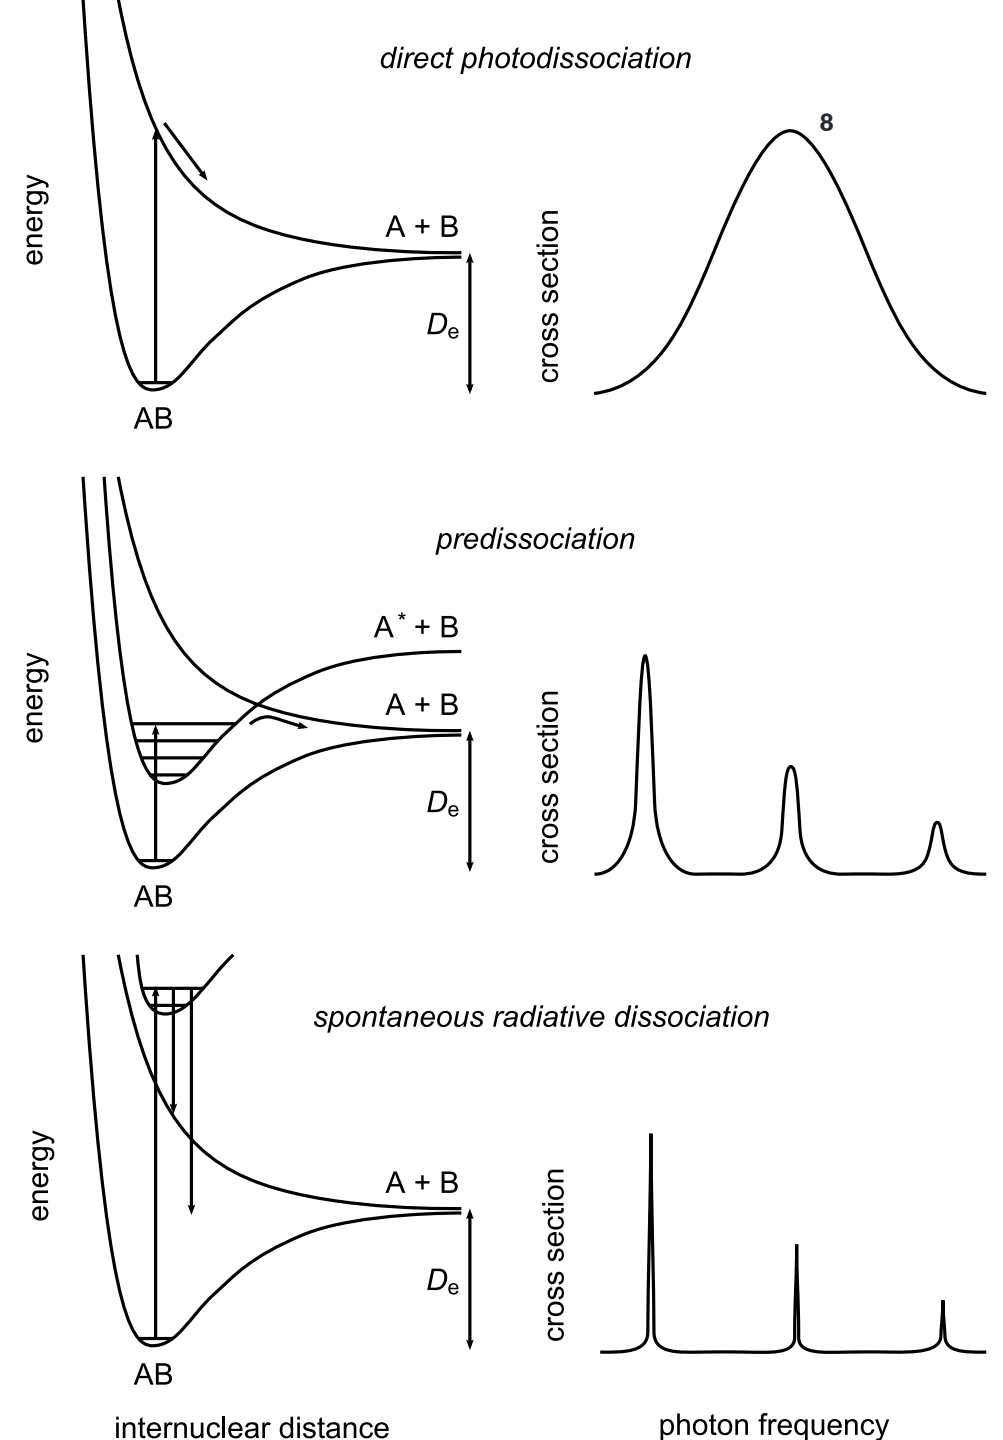 direct photodissociation
8
energy
A + B
cross section
Dₑ
AB
predissociation
A* + B
energy
A + B
cross section
Dₑ
AB
spontaneous radiative dissociation
energy
A + B
cross section
Dₑ
AB
internuclear distance
photon frequency